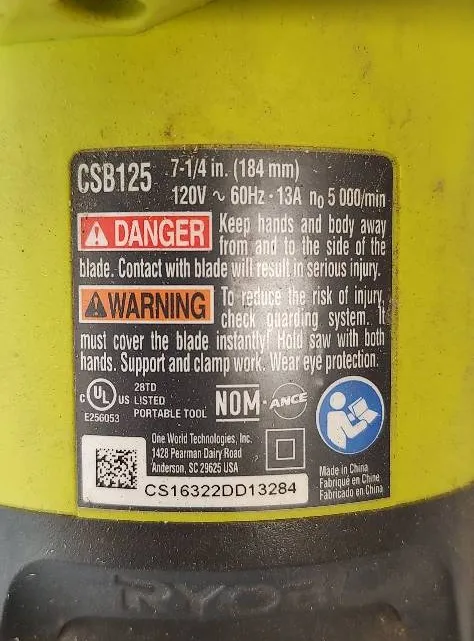 CSB125 7-1/4 in. (184 mm)
120V ~ 60Hz · 13A n₀ 5 000/min
DANGER Keep hands and body away
from and to the side of the
blade. Contact with blade will result in serious injury.
WARNING To reduce the risk of injury,
check guarding system. It
must cover the blade instantly! Hold saw with both
hands. Support and clamp work. Wear eye protection.
C UL US
28TD
LISTED
PORTABLE TOOL
E256053
NOM-ANCE
One World Technologies, Inc.
1428 Pearman Dairy Road
Anderson, SC 29625 USA
CS16322DD13284
Made in China
Fabriqué en Chine
Fabricado en China
RYOBI